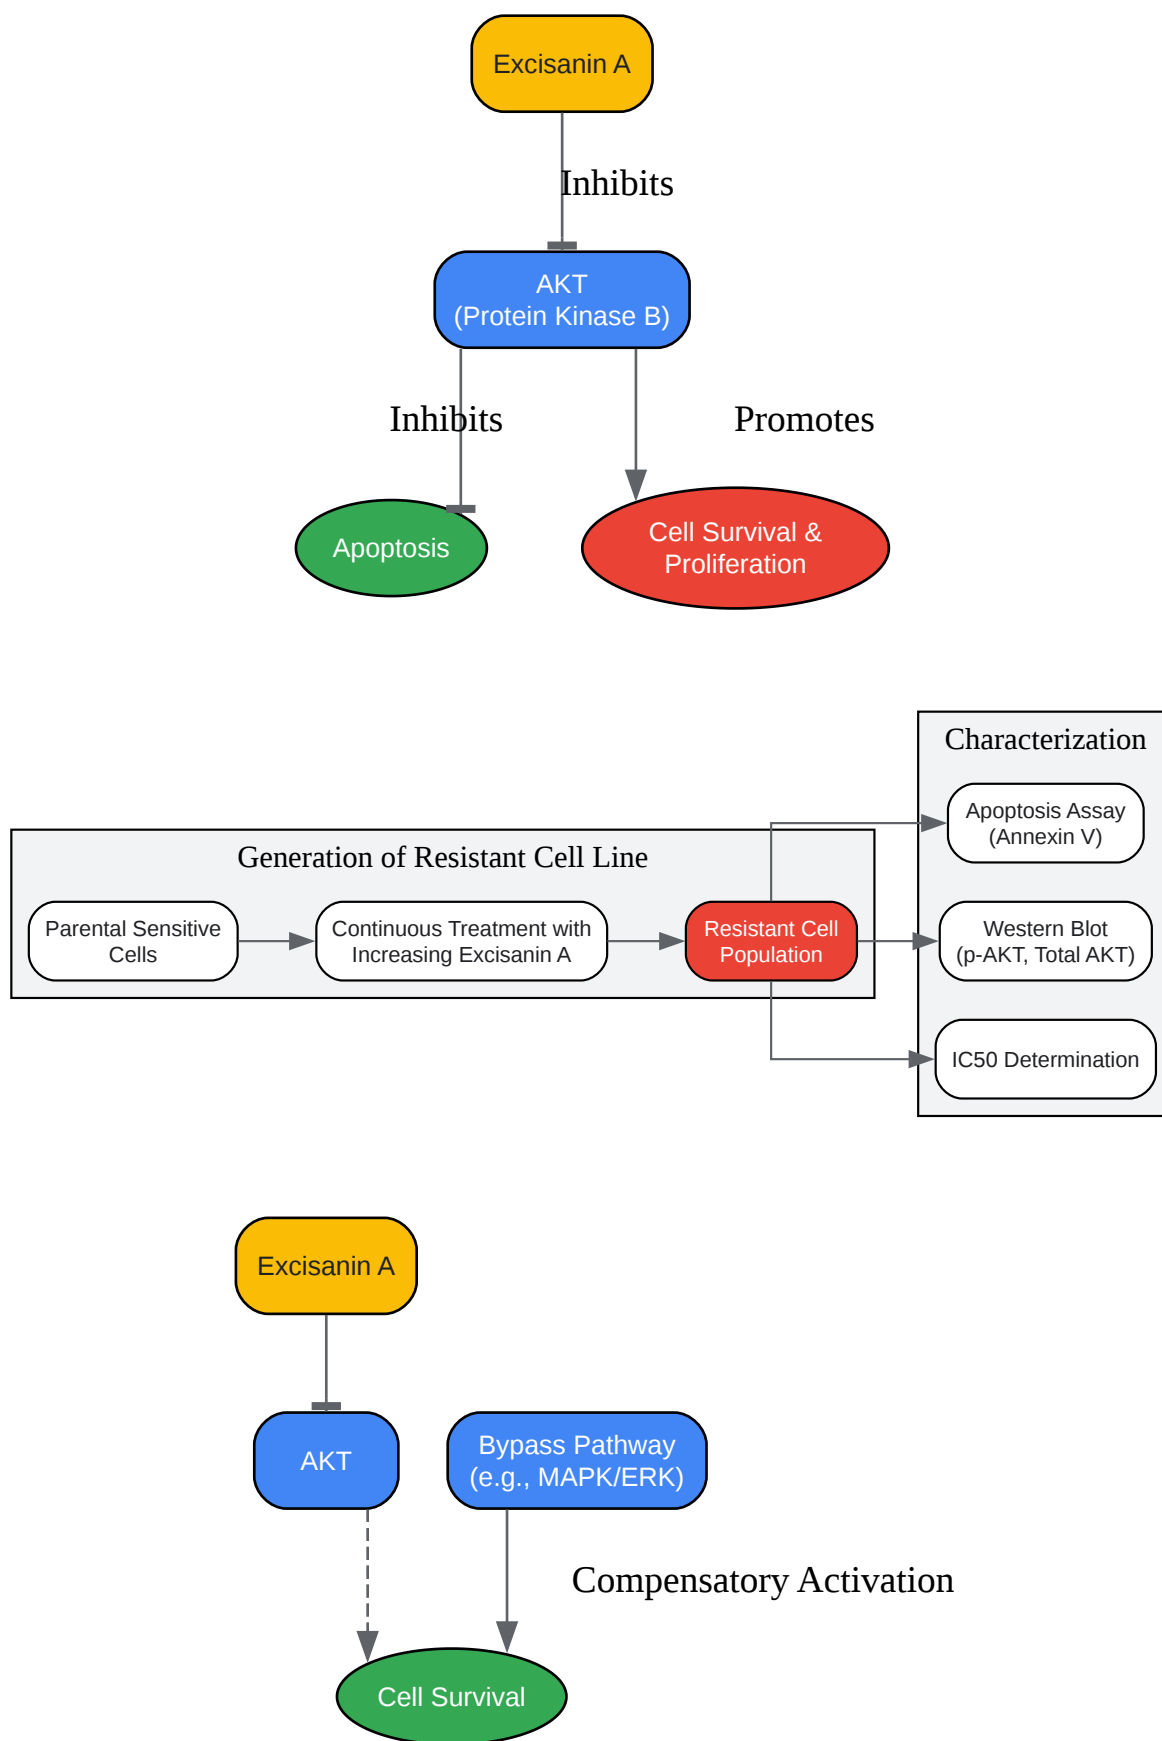 Excisanin A
Inhibits
AKT
(Protein Kinase B)
Inhibits
Promotes
Apoptosis
Cell Survival &
Proliferation
Generation of Resistant Cell Line
Parental Sensitive
Cells
Continuous Treatment with
Increasing Excisanin A
Resistant Cell
Population
Characterization
Apoptosis Assay
(Annexin V)
Western Blot
(p-AKT, Total AKT)
IC50 Determination
Excisanin A
AKT
Bypass Pathway
(e.g., MAPK/ERK)
Compensatory Activation
Cell Survival